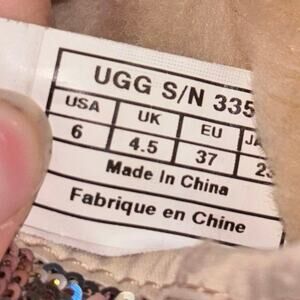 UGG S/N 335
USA UK EU
6 4.5 37
Made In China
Fabrique en Chine